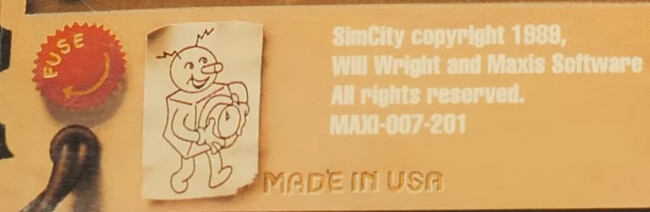 FUSE
SimCity copyright 1989,
Will Wright and Maxis Software
All rights reserved.
MAXI-007-201
MADE IN USA